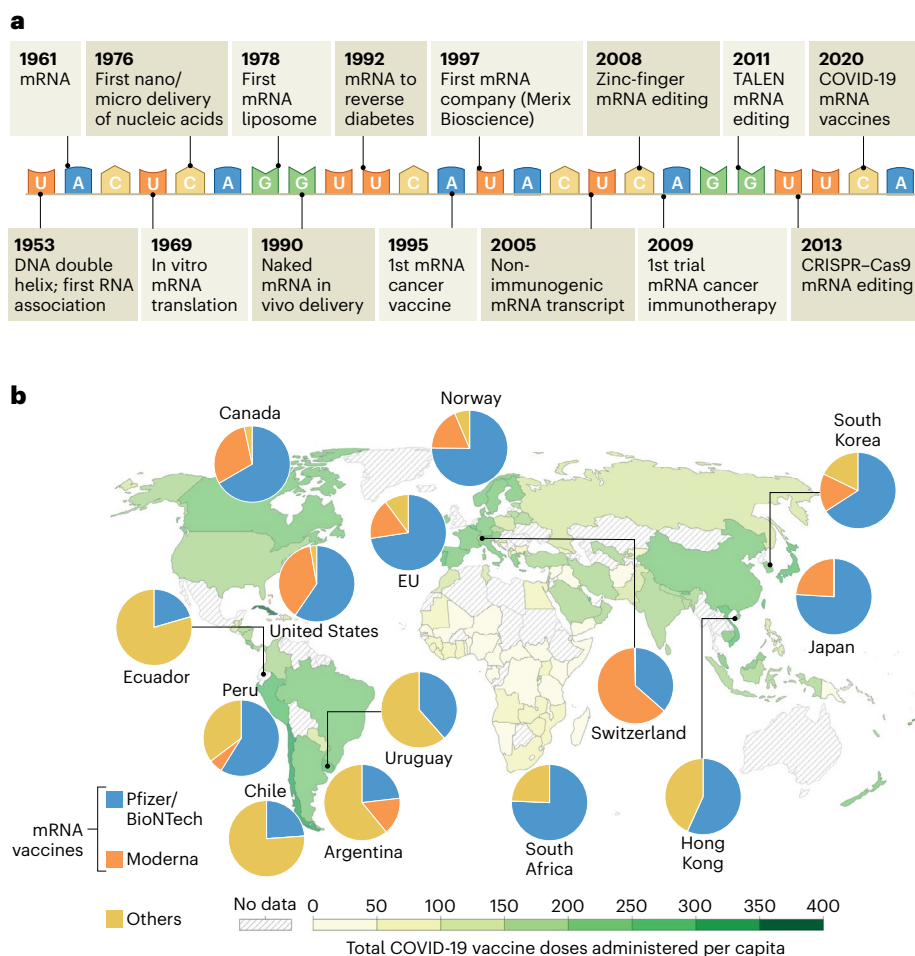 a
1961
mRNA
1976
First nano/
micro delivery
of nucleic acids
1978
First
mRNA
liposome
1992
mRNA to
reverse
diabetes
1997
First mRNA
company (Merix
Bioscience)
2008
Zinc-finger
mRNA editing
2011
TALEN
mRNA
editing
2020
COVID-19
mRNA
vaccines
U A C U C A G G U U C A U A C U C A G G U U C A
1953
DNA double
helix; first RNA
association
1969
In vitro
mRNA
translation
1990
Naked
mRNA in
vivo delivery
1995
1st mRNA
cancer
vaccine
2005
Non-
immunogenic
mRNA transcript
2009
1st trial
mRNA cancer
immunotherapy
2013
CRISPR–Cas9
mRNA editing
b
Norway
Canada
South
Korea
EU
United States
Japan
Ecuador
Peru
Uruguay
Switzerland
Chile
Argentina
South
Africa
Hong
Kong
mRNA
vaccines
Pfizer/
BioNTech
Moderna
Others
No data
0 50 100 150 200 250 300 350 400
Total COVID-19 vaccine doses administered per capita